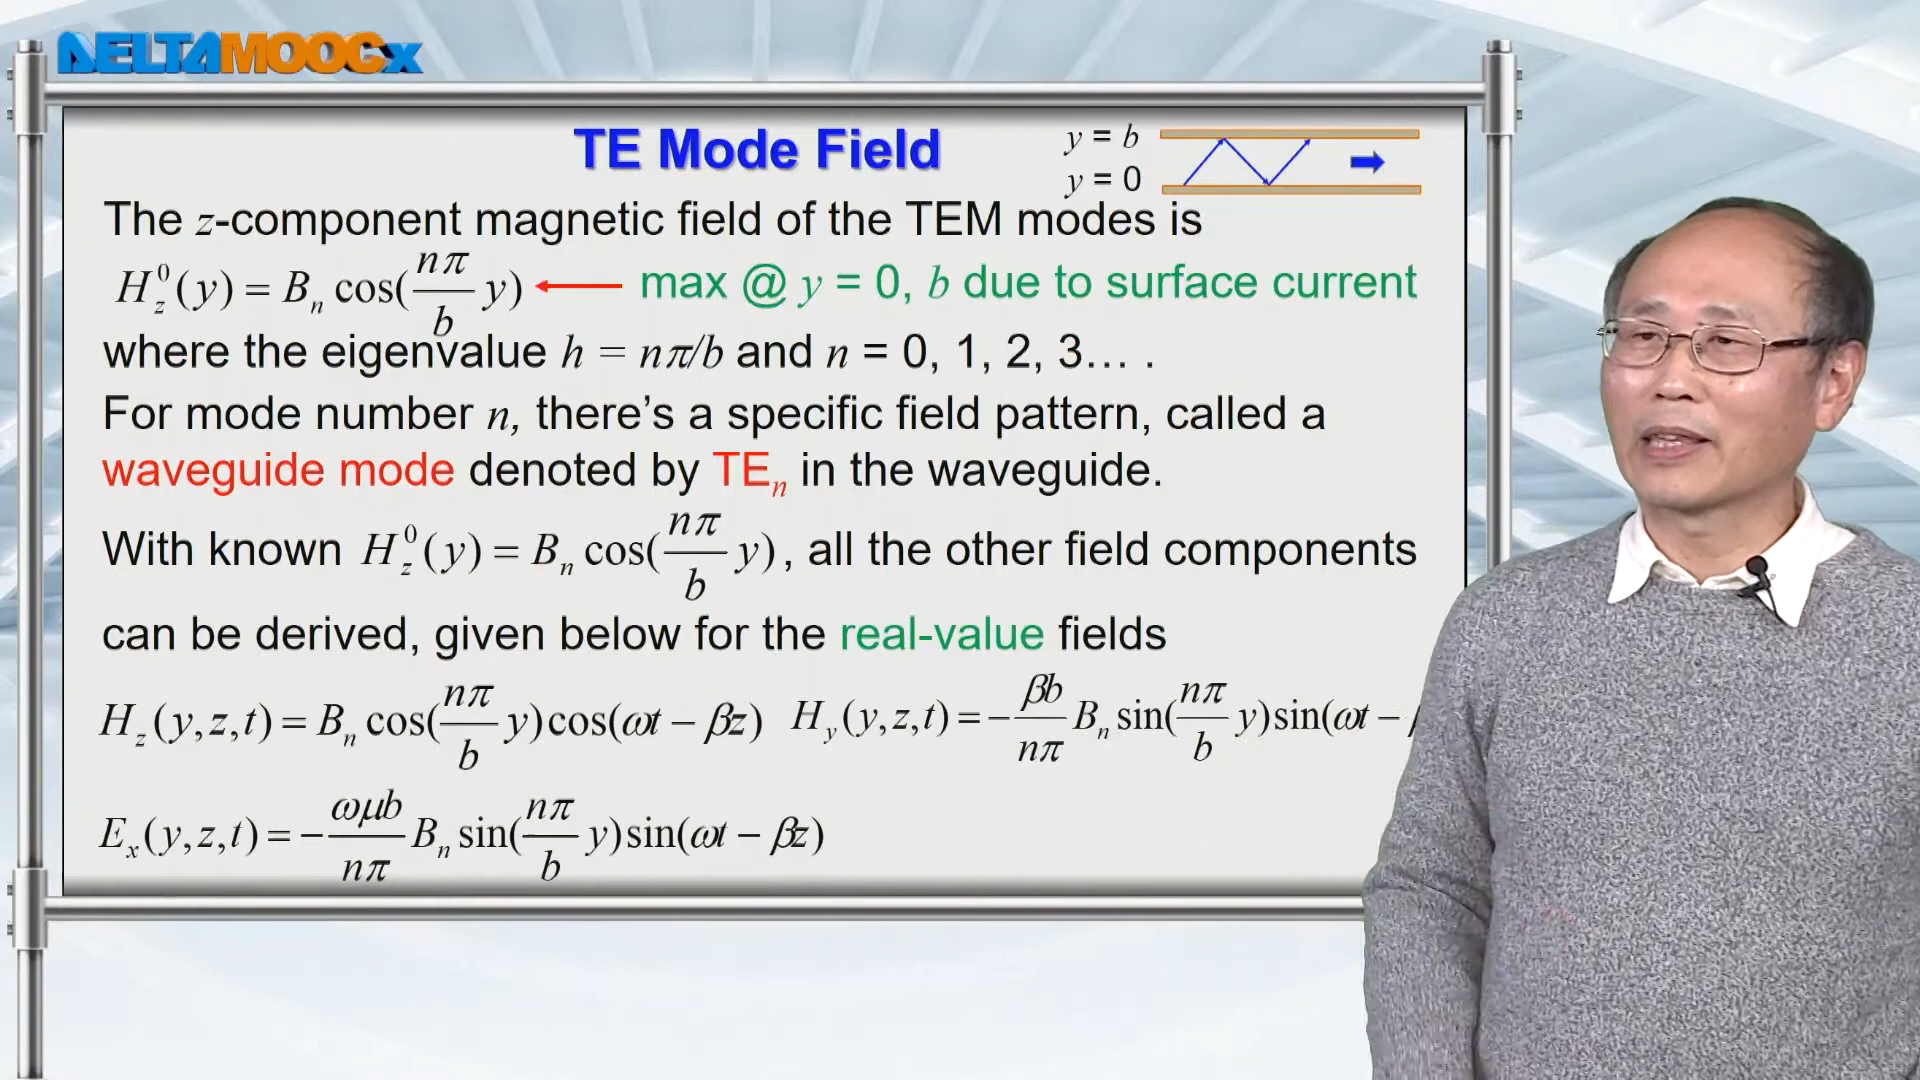 DELTAMOOCx
TE Mode Field
y = b
y = 0
The z-component magnetic field of the TEM modes is
H_z^0(y) = B_n cos(nπ/b y) ← max @ y = 0, b due to surface current
where the eigenvalue h = nπ/b and n = 0, 1, 2, 3… .
For mode number n, there’s a specific field pattern, called a
waveguide mode denoted by TE_n in the waveguide.
With known H_z^0(y) = B_n cos(nπ/b y), all the other field components
can be derived, given below for the real-value fields
H_z(y,z,t) = B_n cos(nπ/b y)cos(ωt − βz) H_y(y,z,t) = −βb/nπ B_n sin(nπ/b y)sin(ωt −
E_x(y,z,t) = −ωμb/nπ B_n sin(nπ/b y)sin(ωt − βz)